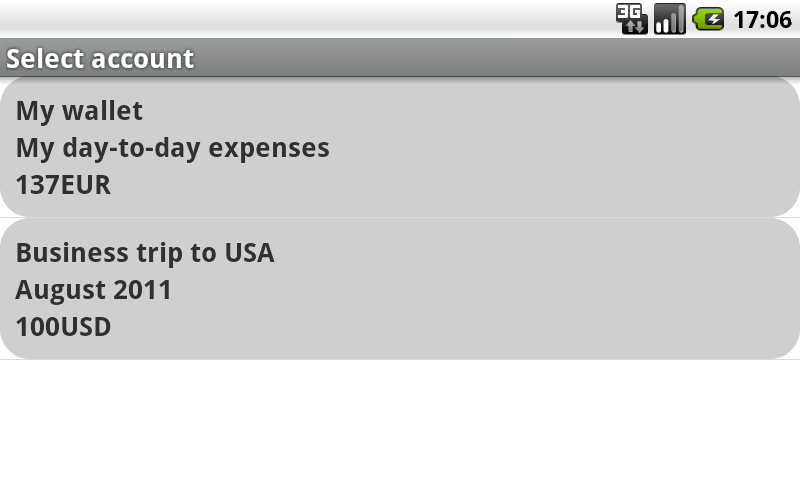 3G
17:06
Select account
My wallet
My day-to-day expenses
137EUR
Business trip to USA
August 2011
100USD